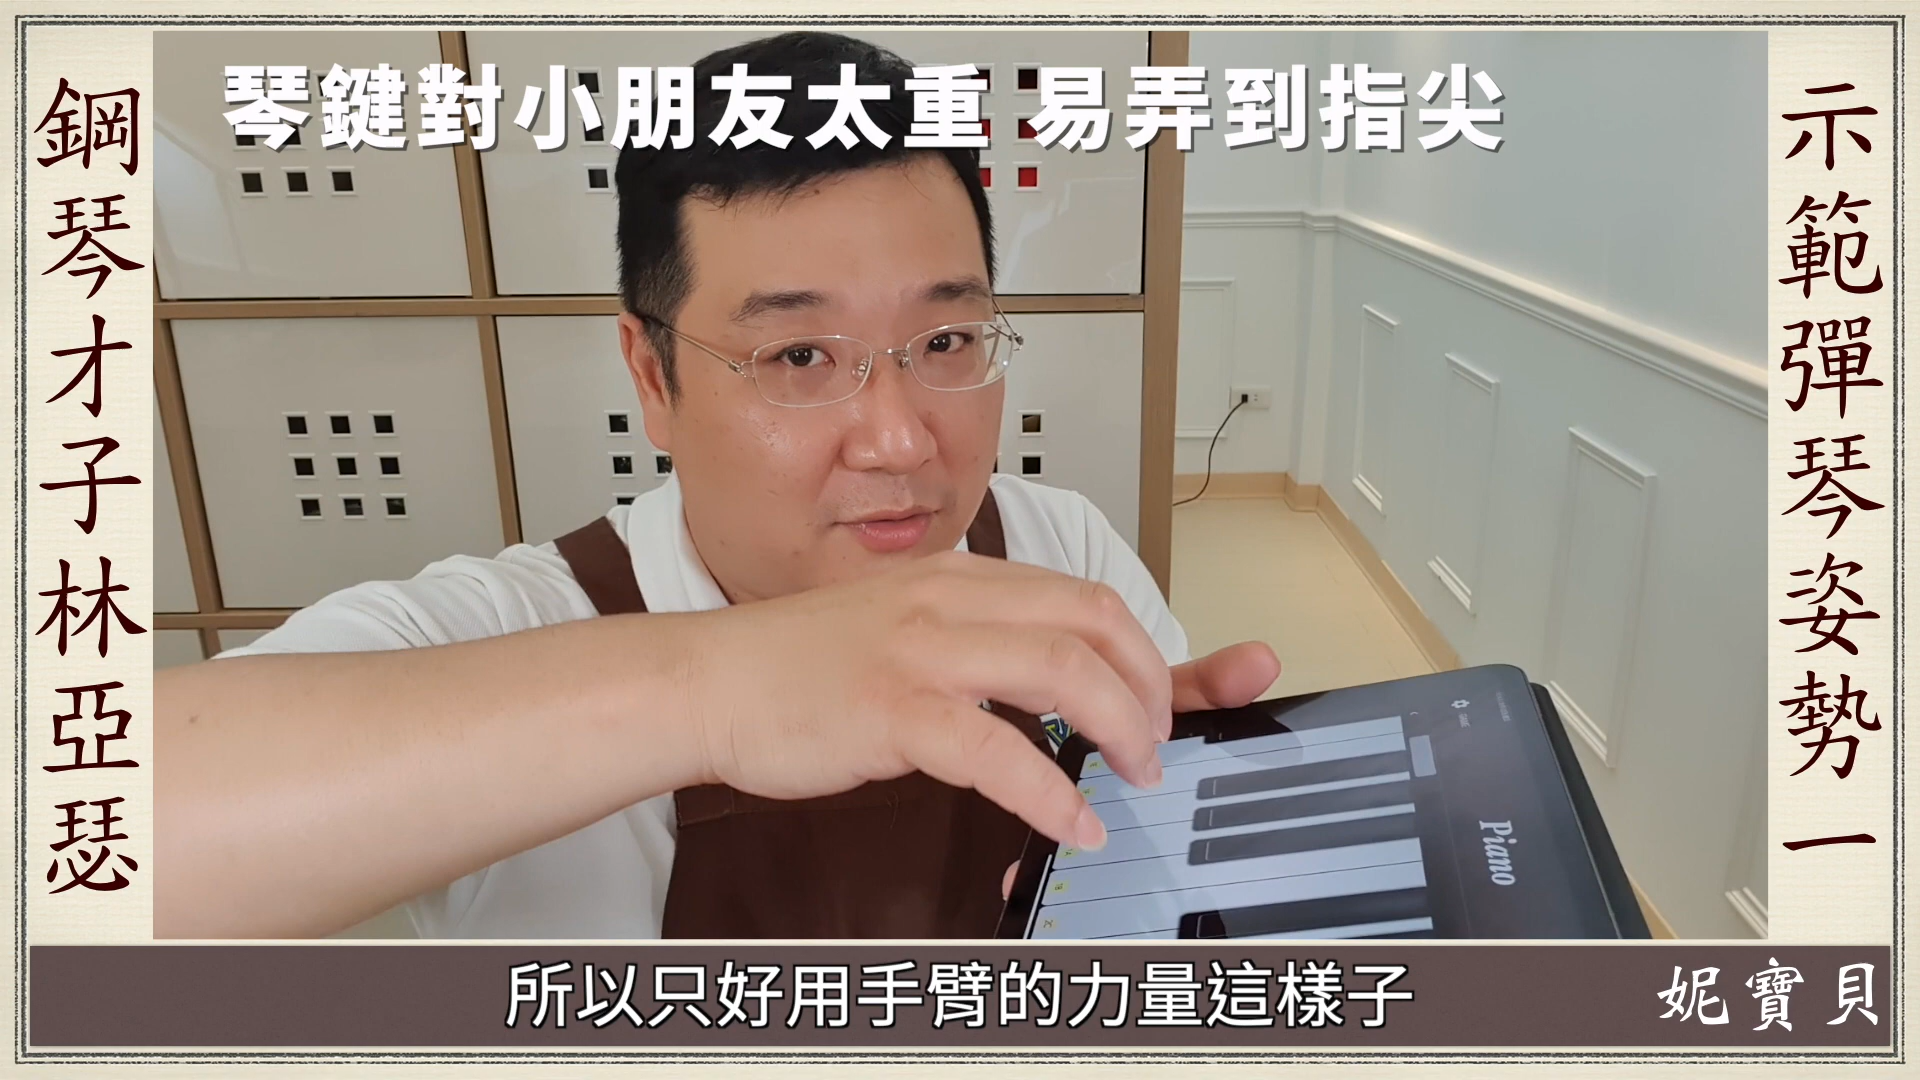 琴鍵對小朋友太重 易弄到指尖
鋼琴才子林亞瑟
示範彈琴姿勢一
Piano
所以只好用手臂的力量這樣子
妮寶貝